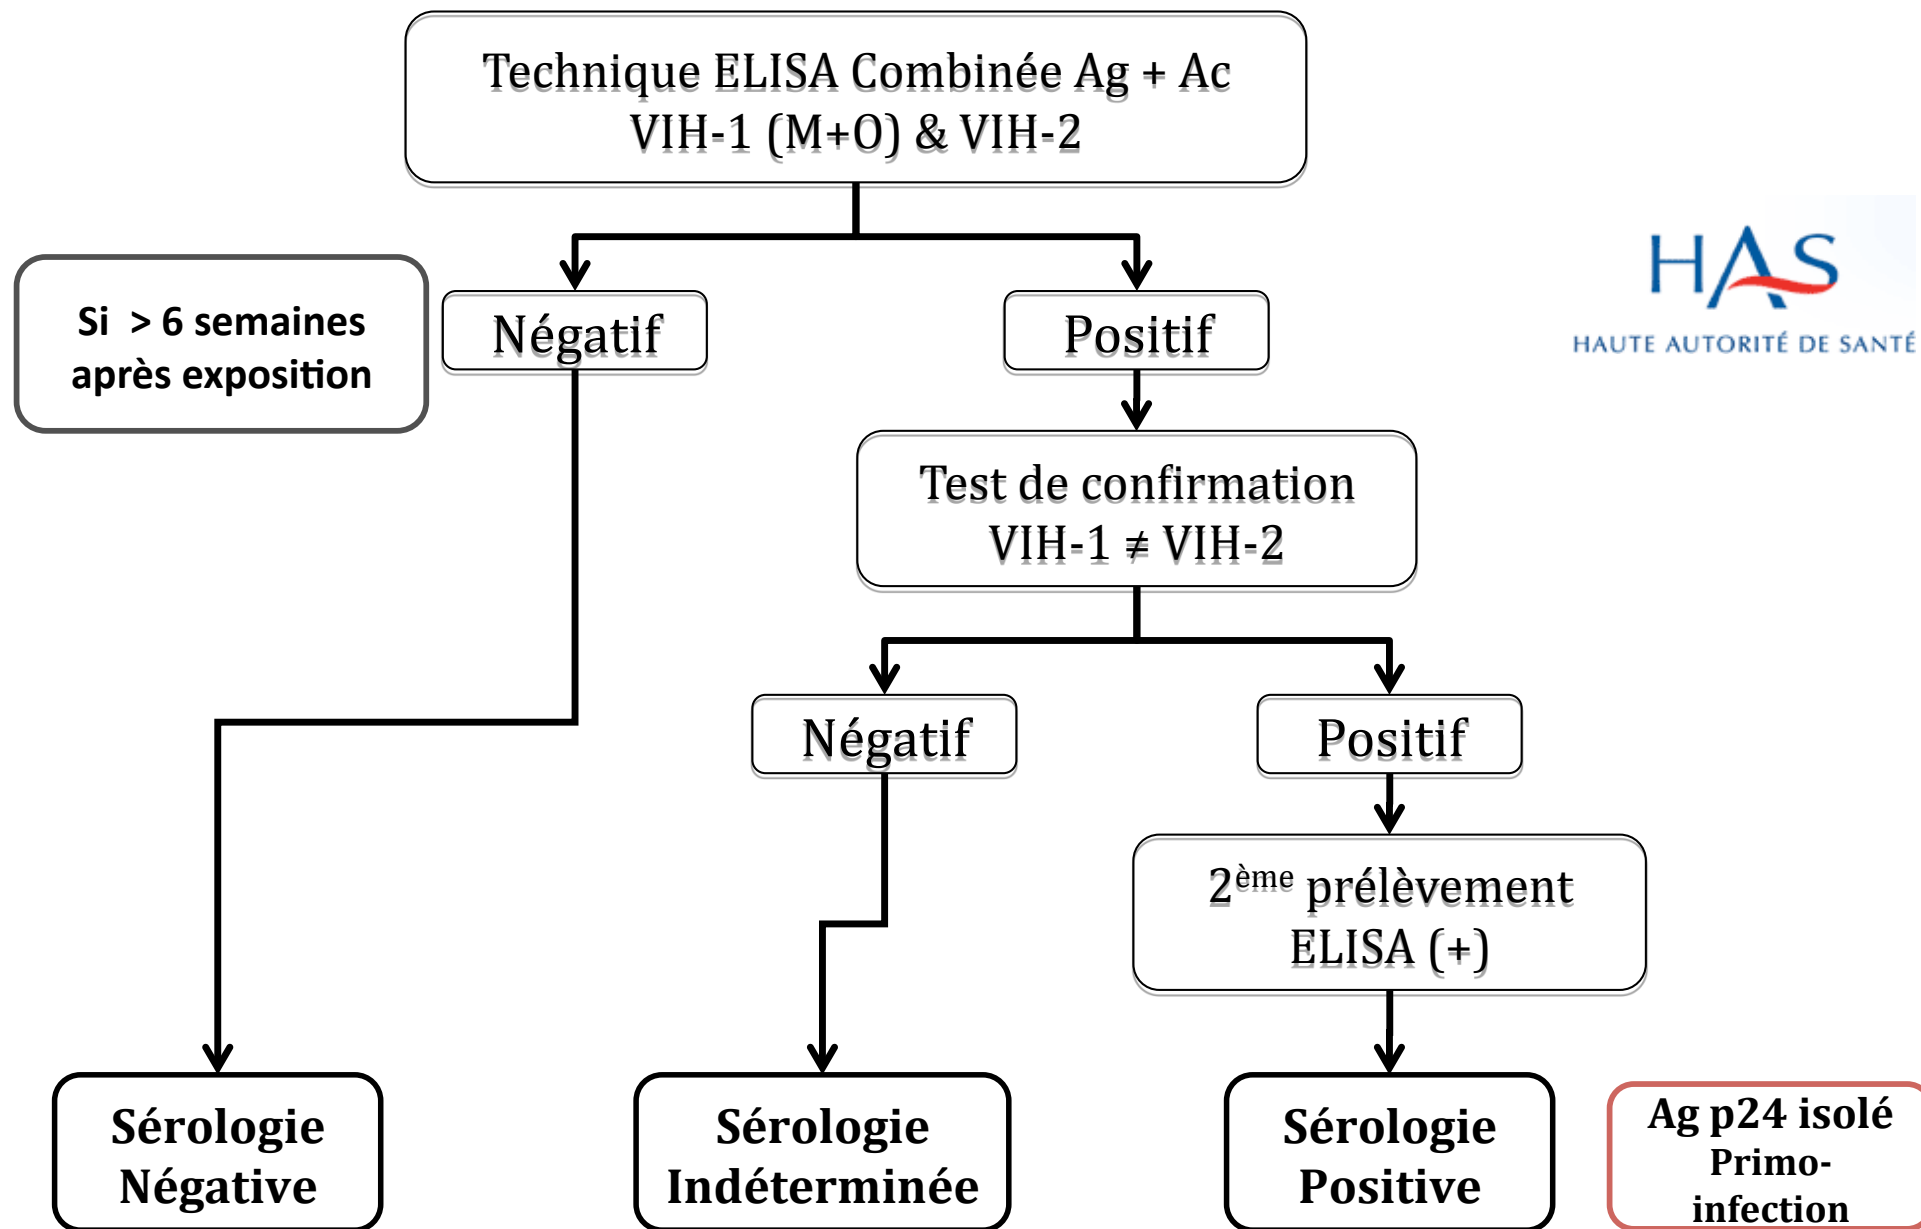 Technique ELISA Combinée Ag + Ac
VIH-1 (M+O) & VIH-2
HAS
HAUTE AUTORITÉ DE SANTÉ
Si > 6 semaines
après exposition
Négatif
Positif
Test de confirmation
VIH-1 ≠ VIH-2
Négatif
Positif
2ème prélèvement
ELISA (+)
Sérologie
Négative
Sérologie
Indéterminée
Sérologie
Positive
Ag p24 isolé
Primo-
infection